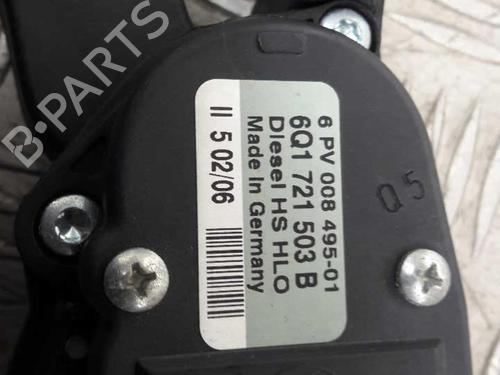 6 PV 008 495-01
6Q1 721 503 B
Diesel HS HLO
Made In Germany
II 5 02/06
Q5
B-PARTS